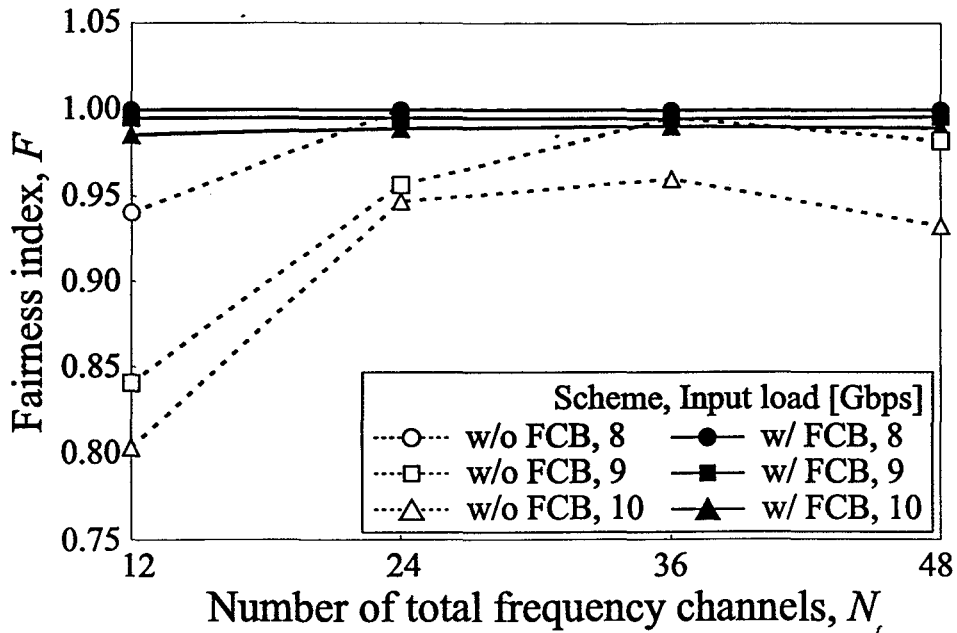 1.05
1.00
0.95
0.90
0.85
0.80
0.75
Fairness index, F
Scheme, Input load [Gbps]
w/o FCB, 8 w/ FCB, 8
w/o FCB, 9 w/ FCB, 9
w/o FCB, 10 w/ FCB, 10
12 24 36 48
Number of total frequency channels, N